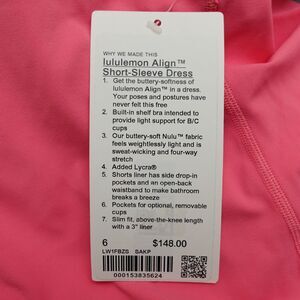 WHY WE MADE THIS
lululemon Align™
Short-Sleeve Dress
1. Get the buttery-softness of
lululemon Align™ in a dress.
Your poses and postures have
never felt this free
2. Built-in shelf bra intended to
provide light support for B/C
cups
3. Our buttery-soft Nulu™ fabric
feels weightlessly light and is
sweat-wicking and four-way
stretch
4. Added Lycra®
5. Shorts liner has side drop-in
pockets and an open-back
waistband to make bathroom
breaks a breeze
6. Pockets for optional, removable
cups
7. Slim fit, above-the-knee length
with a 3" liner
6 $148.00
LW1FBZS SAKP
000153835624